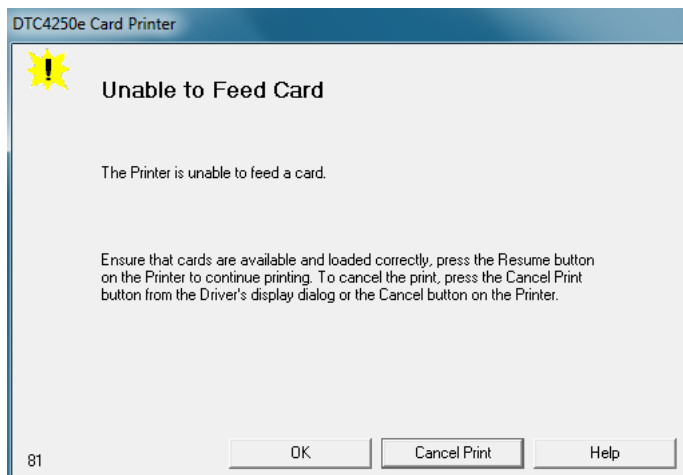 DTC4250e Card Printer
!
Unable to Feed Card
The Printer is unable to feed a card.
Ensure that cards are available and loaded correctly, press the Resume button
on the Printer to continue printing. To cancel the print, press the Cancel Print
button from the Driver's display dialog or the Cancel button on the Printer.
81
OK
Cancel Print
Help